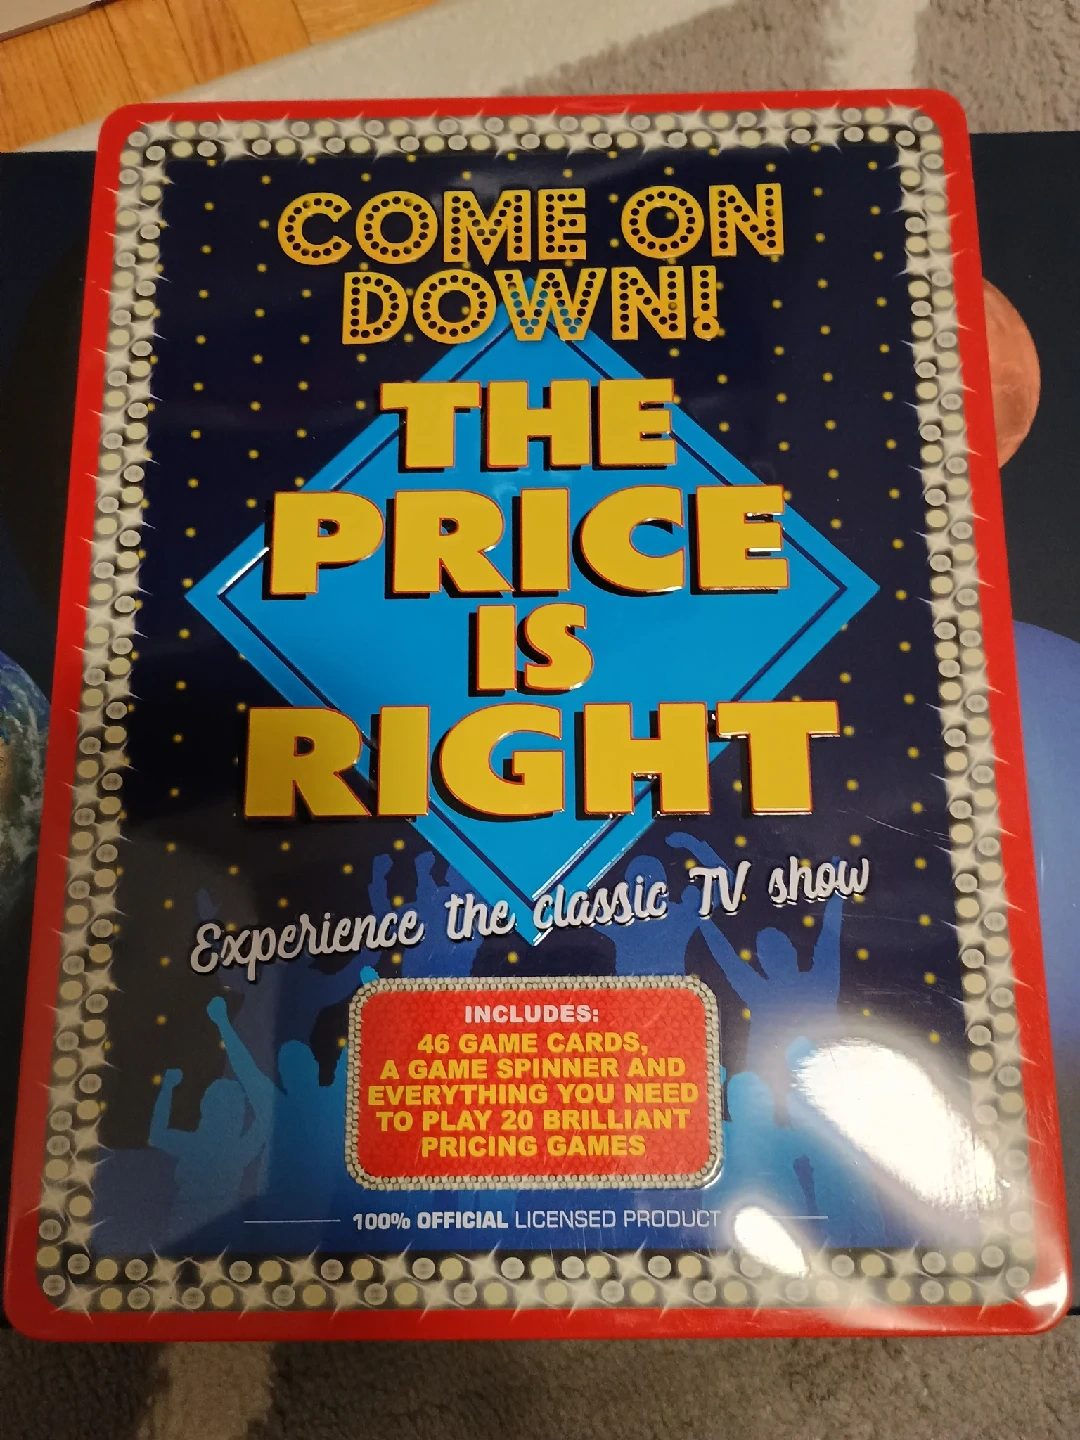 COME ON
DOWN!
THE
PRICE
IS
RIGHT
Experience the classic TV show
INCLUDES:
46 GAME CARDS,
A GAME SPINNER AND
EVERYTHING YOU NEED
TO PLAY 20 BRILLIANT
PRICING GAMES
100% OFFICIAL LICENSED PRODUCT